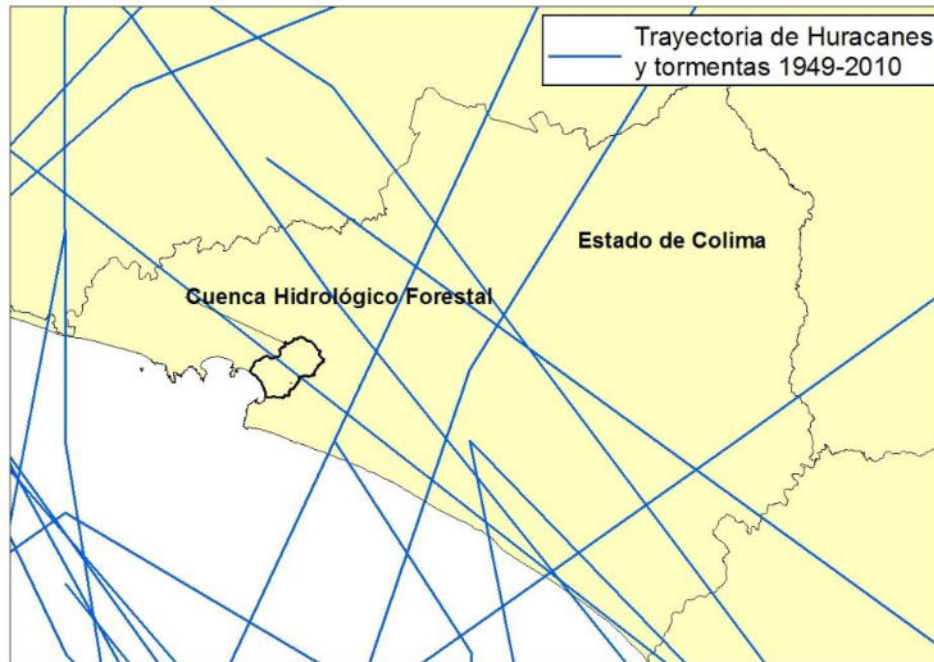 Trayectoria de Huracanes
y tormentas 1949-2010
Estado de Colima
Cuenca Hidrológico Forestal